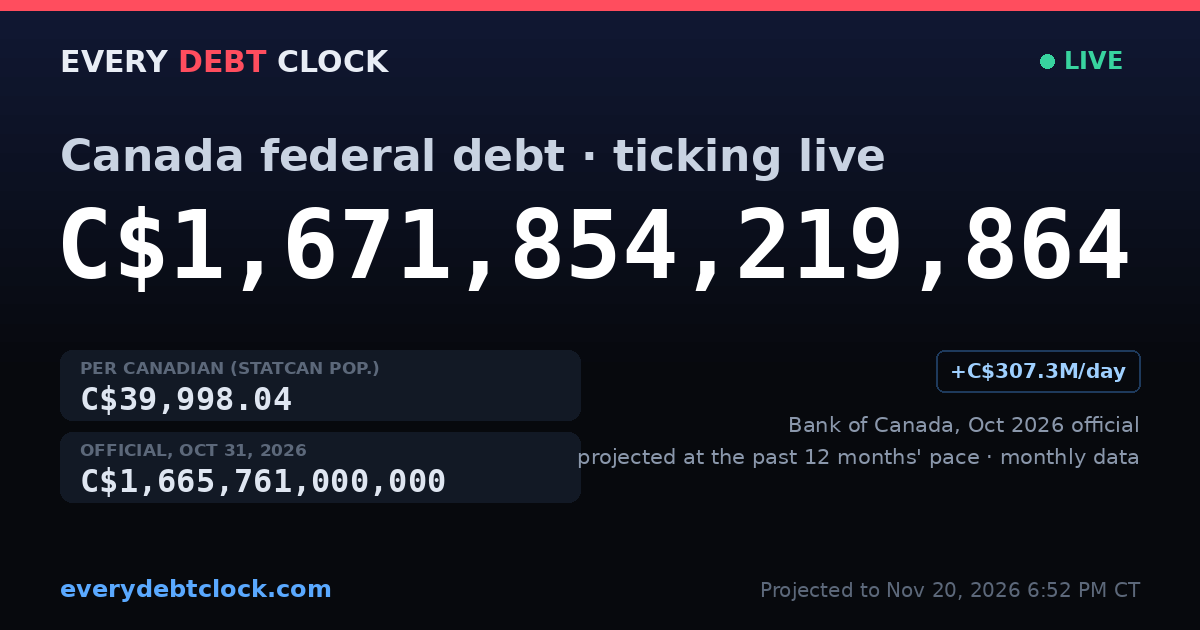 EVERY DEBT CLOCK
LIVE
Canada federal debt · ticking live
C$1,671,854,219,864
PER CANADIAN (STATCAN POP.)
C$39,998.04
OFFICIAL, OCT 31, 2026
C$1,665,761,000,000
+C$307.3M/day
Bank of Canada, Oct 2026 official
projected at the past 12 months' pace · monthly data
everydebtclock.com
Projected to Nov 20, 2026 6:52 PM CT